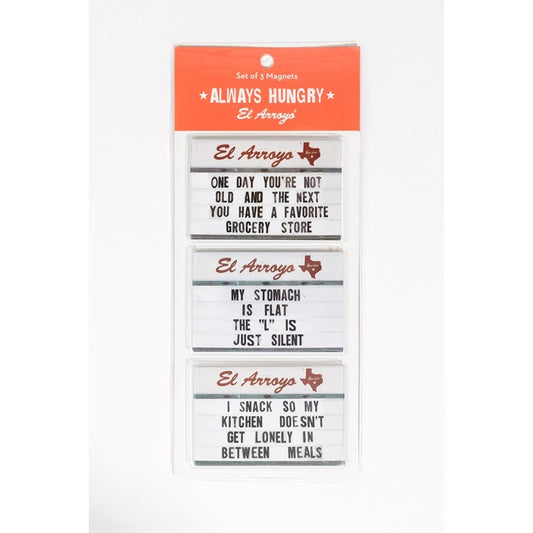 Set of 3 Magnets
★ ALWAYS HUNGRY ★
El Arroyo®
El Arroyo
ONE DAY YOU'RE NOT
OLD AND THE NEXT
YOU HAVE A FAVORITE
GROCERY STORE
El Arroyo
MY STOMACH
IS FLAT
THE "L" IS
JUST SILENT
El Arroyo
I SNACK SO MY
KITCHEN DOESN'T
GET LONELY IN
BETWEEN MEALS